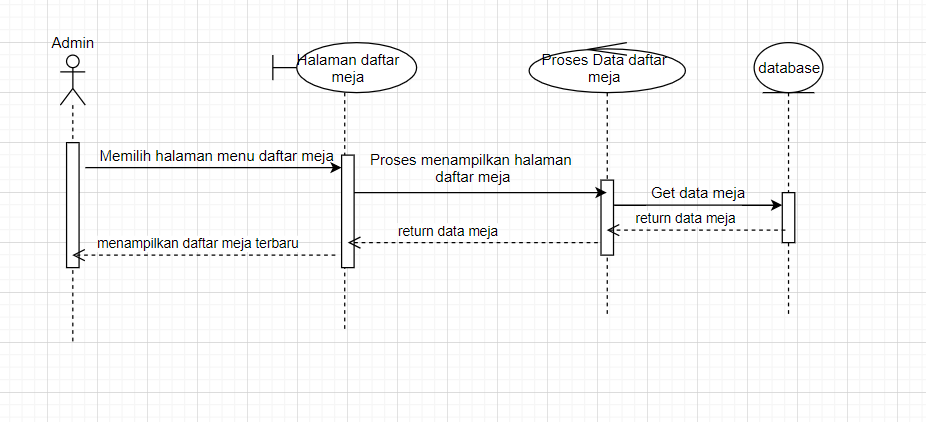 Admin
Halaman daftar
meja
Proses Data daftar
meja
database
Memilih halaman menu daftar meja
Proses menampilkan halaman
daftar meja
Get data meja
return data meja
return data meja
menampilkan daftar meja terbaru